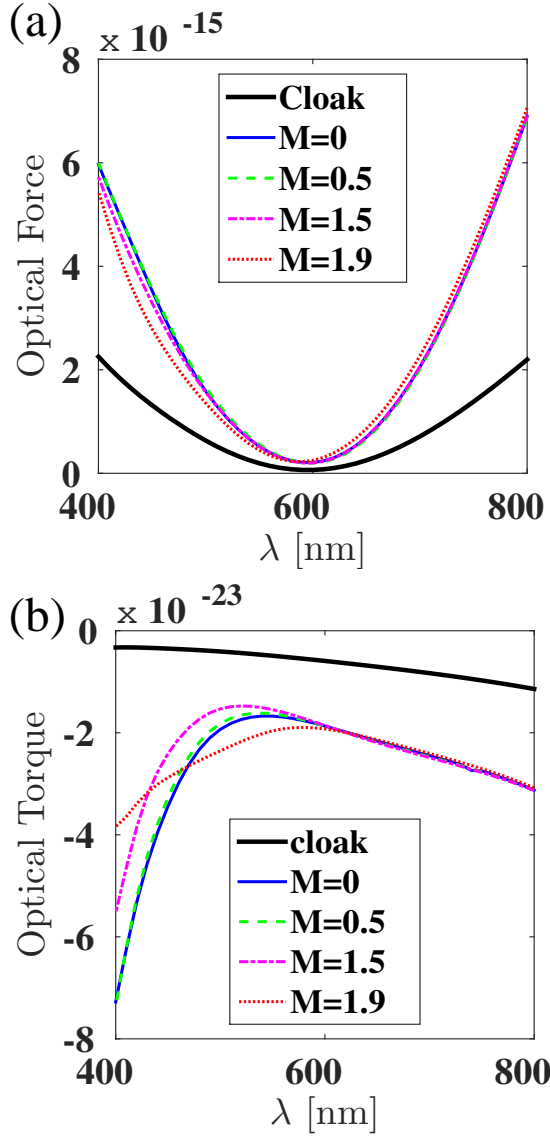 (a)
x 10 -15
8
6
4
2
0
Optical Force
Cloak
M=0
M=0.5
M=1.5
M=1.9
400 600 800
λ [nm]
(b)
x 10 -23
0
-2
-4
-6
-8
Optical Torque
cloak
M=0
M=0.5
M=1.5
M=1.9
400 600 800
λ [nm]